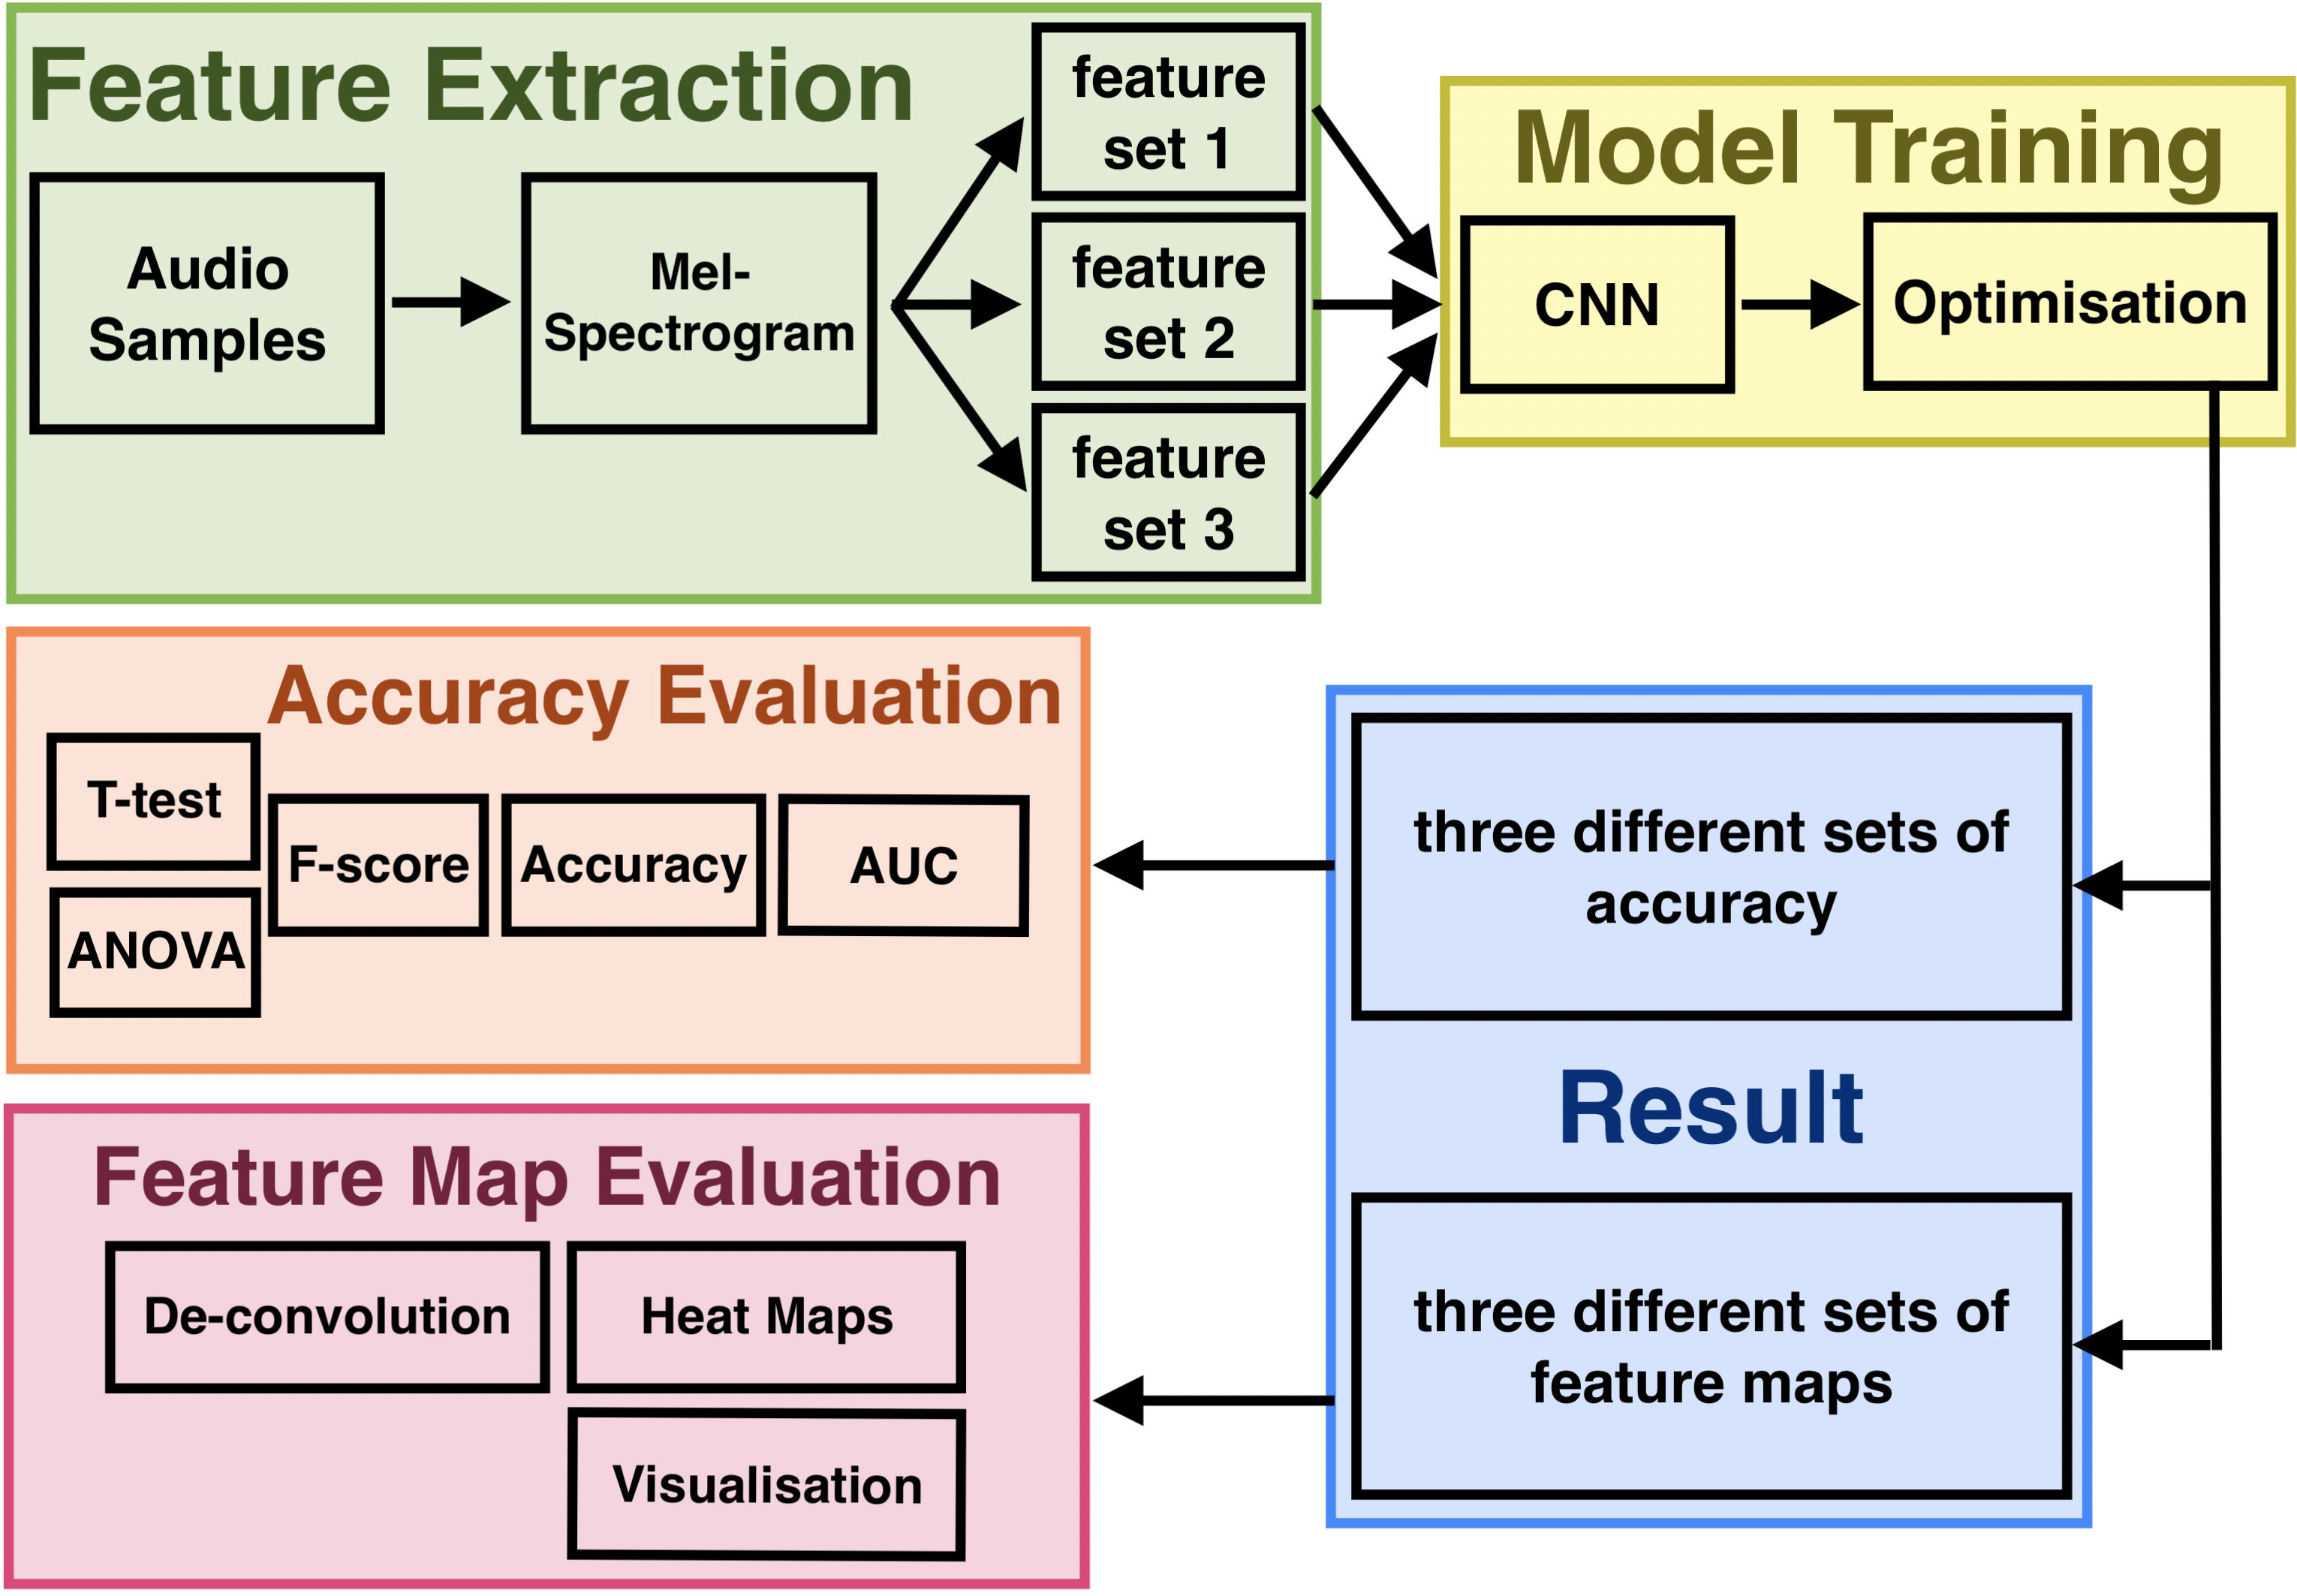 Feature Extraction
Audio
Samples
Mel-
Spectrogram
feature
set 1
feature
set 2
feature
set 3
Model Training
CNN
Optimisation
Accuracy Evaluation
T-test
ANOVA
F-score
Accuracy
AUC
three different sets of
accuracy
Result
three different sets of
feature maps
Feature Map Evaluation
De-convolution
Heat Maps
Visualisation